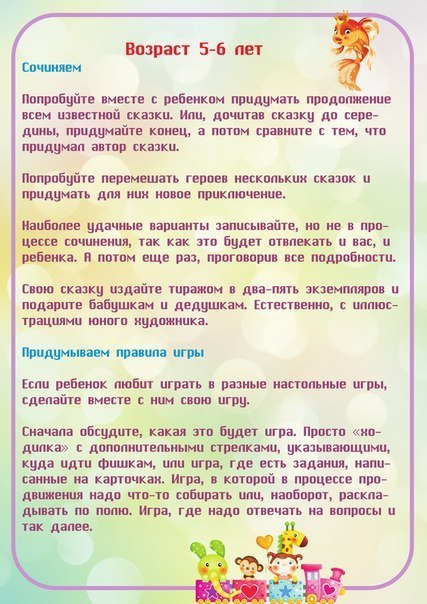 Возраст 5-6 лет
Сочиняем
Попробуйте вместе с ребенком придумать продолжение
всем известной сказки. Или, дочитав сказку до сере-
дины, придумайте конец, а потом сравните с тем, что
придумал автор сказки.
Попробуйте перемешать героев нескольких сказок и
придумать для них новое приключение.
Наиболее удачные варианты записывайте, но не в про-
цессе сочинения, так как это будет отвлекать и вас, и
ребенка. А потом еще раз, проговорив все подробности.
Свою сказку издайте тиражом в два-пять экземпляров и
подарите бабушкам и дедушкам. Естественно, с иллюс-
трациями юного художника.
Придумываем правила игры
Если ребенок любит играть в разные настольные игры,
сделайте вместе с ним свою игру.
Сначала обсудите, какая это будет игра. Просто «хо-
дилка» с дополнительными стрелками, указывающими,
куда идти фишкам, или игра, где есть задания, напи-
санные на карточках. Игра, в которой в процессе про-
движения надо что-то собирать или, наоборот, раскла-
дывать по полю. Игра, где надо отвечать на вопросы и
так далее.